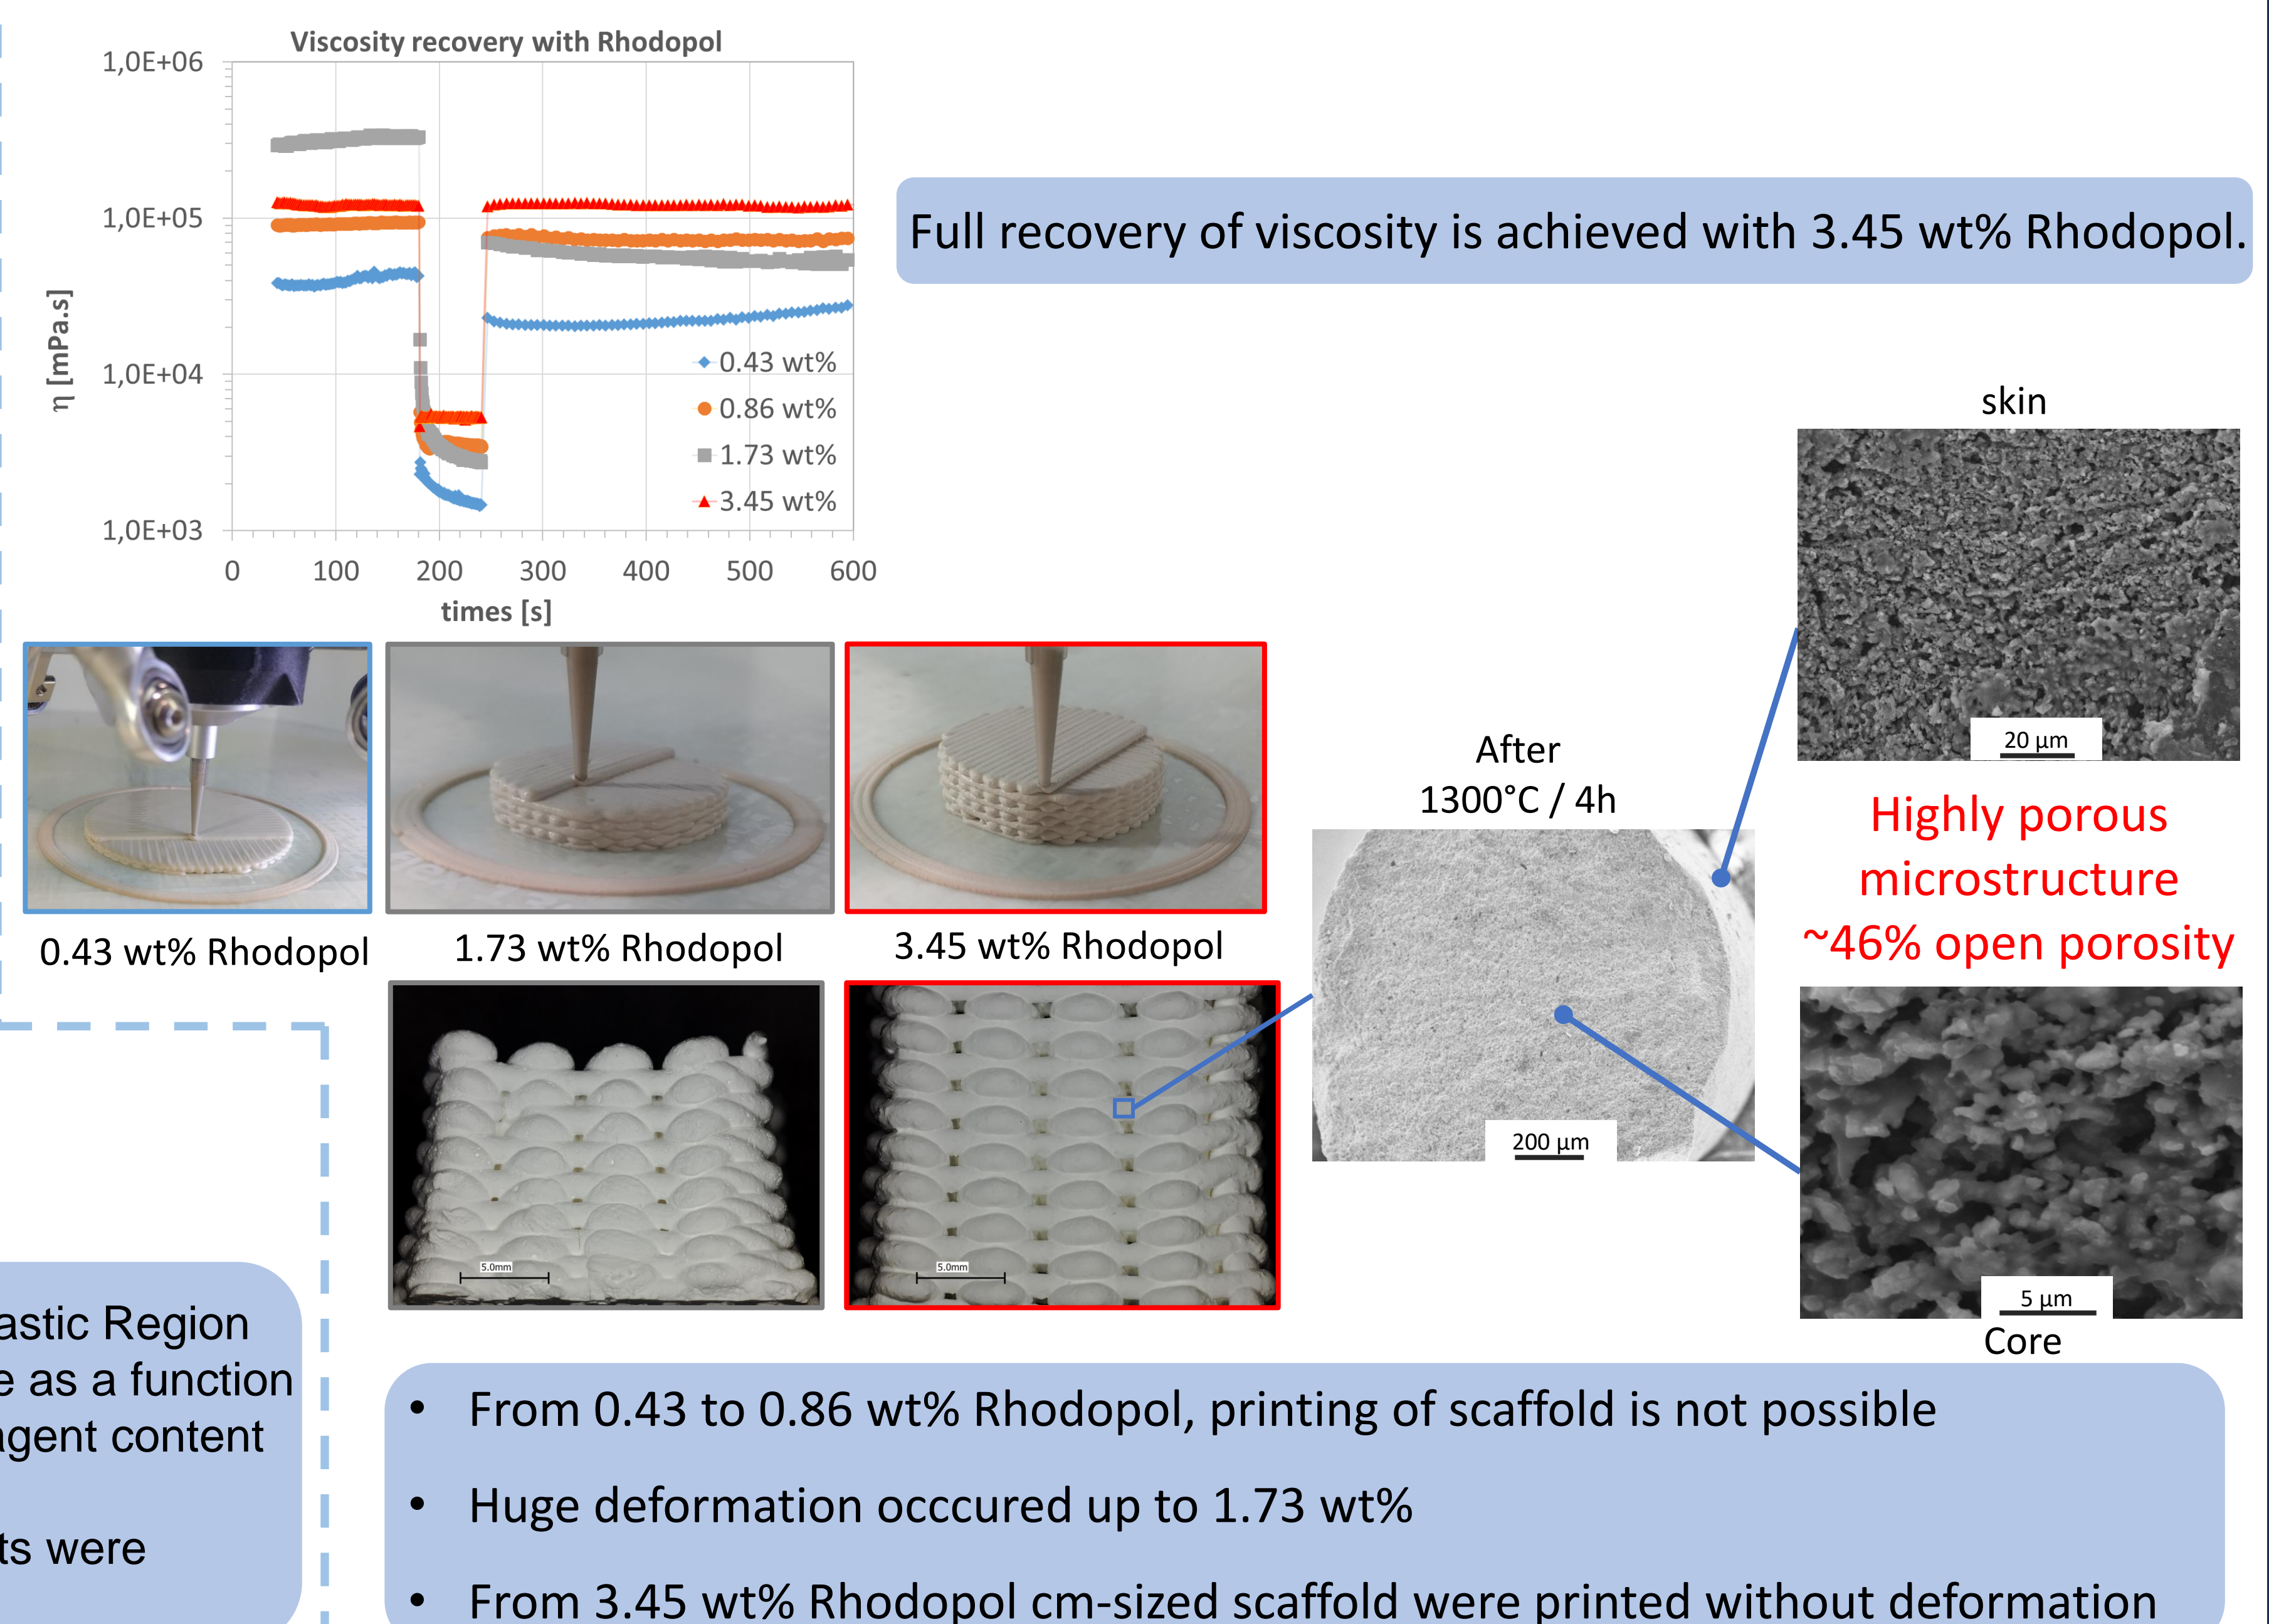 Viscosity recovery with Rhodopol
1,0E+06
1,0E+05
1,0E+04
1,0E+03
η [mPa.s]
0 100 200 300 400 500 600
times [s]
0.43 wt%
0.86 wt%
1.73 wt%
3.45 wt%
Full recovery of viscosity is achieved with 3.45 wt% Rhodopol.
0.43 wt% Rhodopol
1.73 wt% Rhodopol
3.45 wt% Rhodopol
5.0mm
5.0mm
After
1300°C / 4h
200 µm
skin
20 µm
Highly porous
microstructure
~46% open porosity
5 µm
Core
astic Region
e as a function
agent content
ts were
• From 0.43 to 0.86 wt% Rhodopol, printing of scaffold is not possible
• Huge deformation occcured up to 1.73 wt%
• From 3.45 wt% Rhodopol cm-sized scaffold were printed without deformation